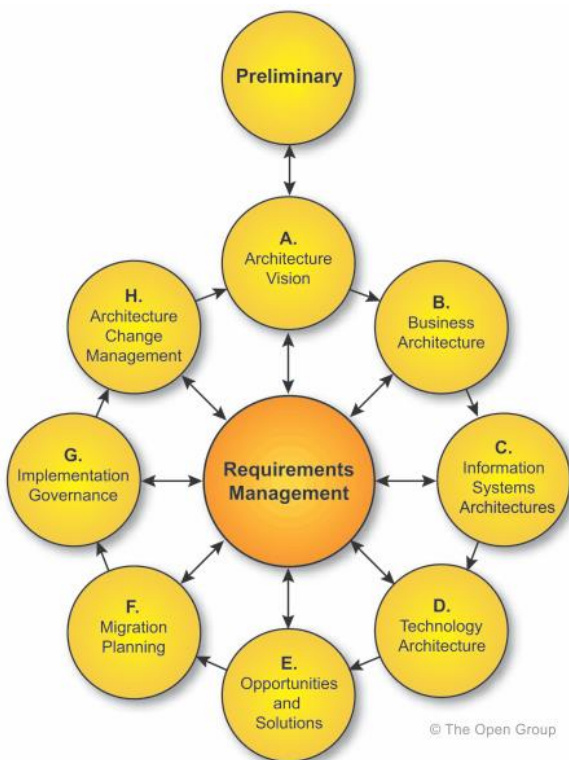 Preliminary
A.
Architecture
Vision
B.
Business
Architecture
C.
Information
Systems
Architectures
D.
Technology
Architecture
E.
Opportunities
and
Solutions
F.
Migration
Planning
G.
Implementation
Governance
H.
Architecture
Change
Management
Requirements
Management
© The Open Group